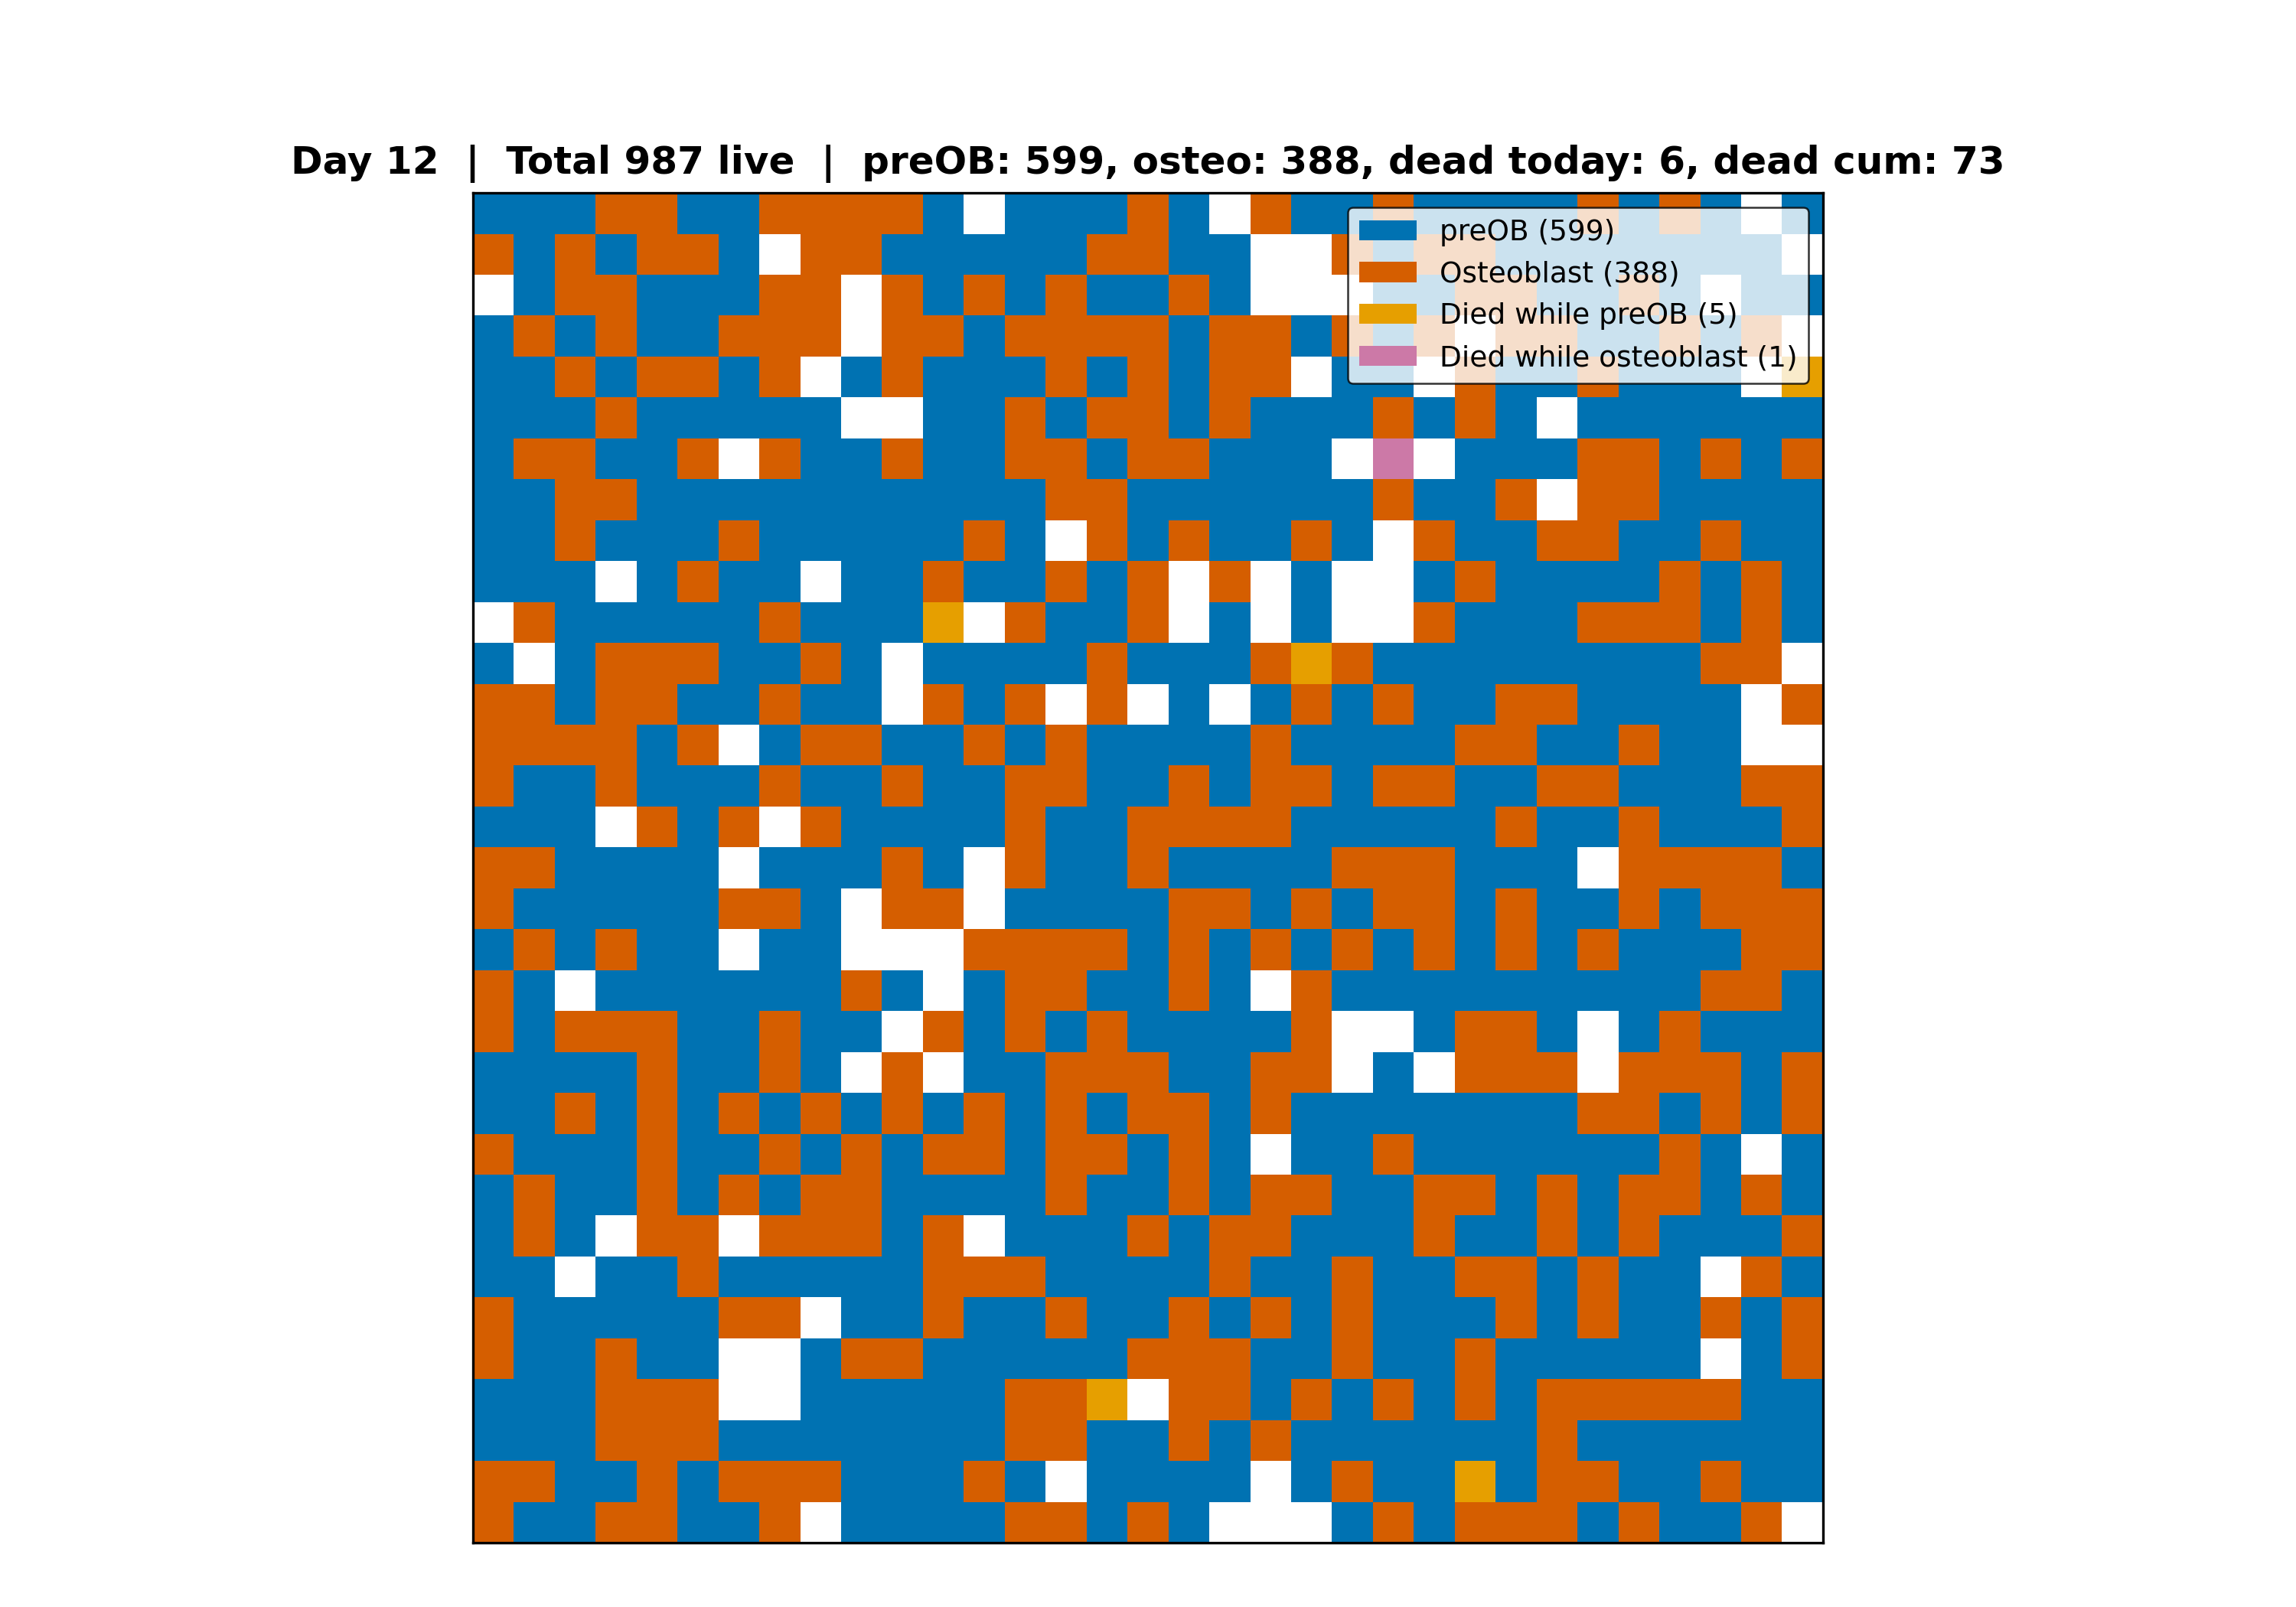 Day 12 | Total 987 live | preOB: 599, osteo: 388, dead today: 6, dead cum: 73
preOB (599)
Osteoblast (388)
Died while preOB (5)
Died while osteoblast (1)